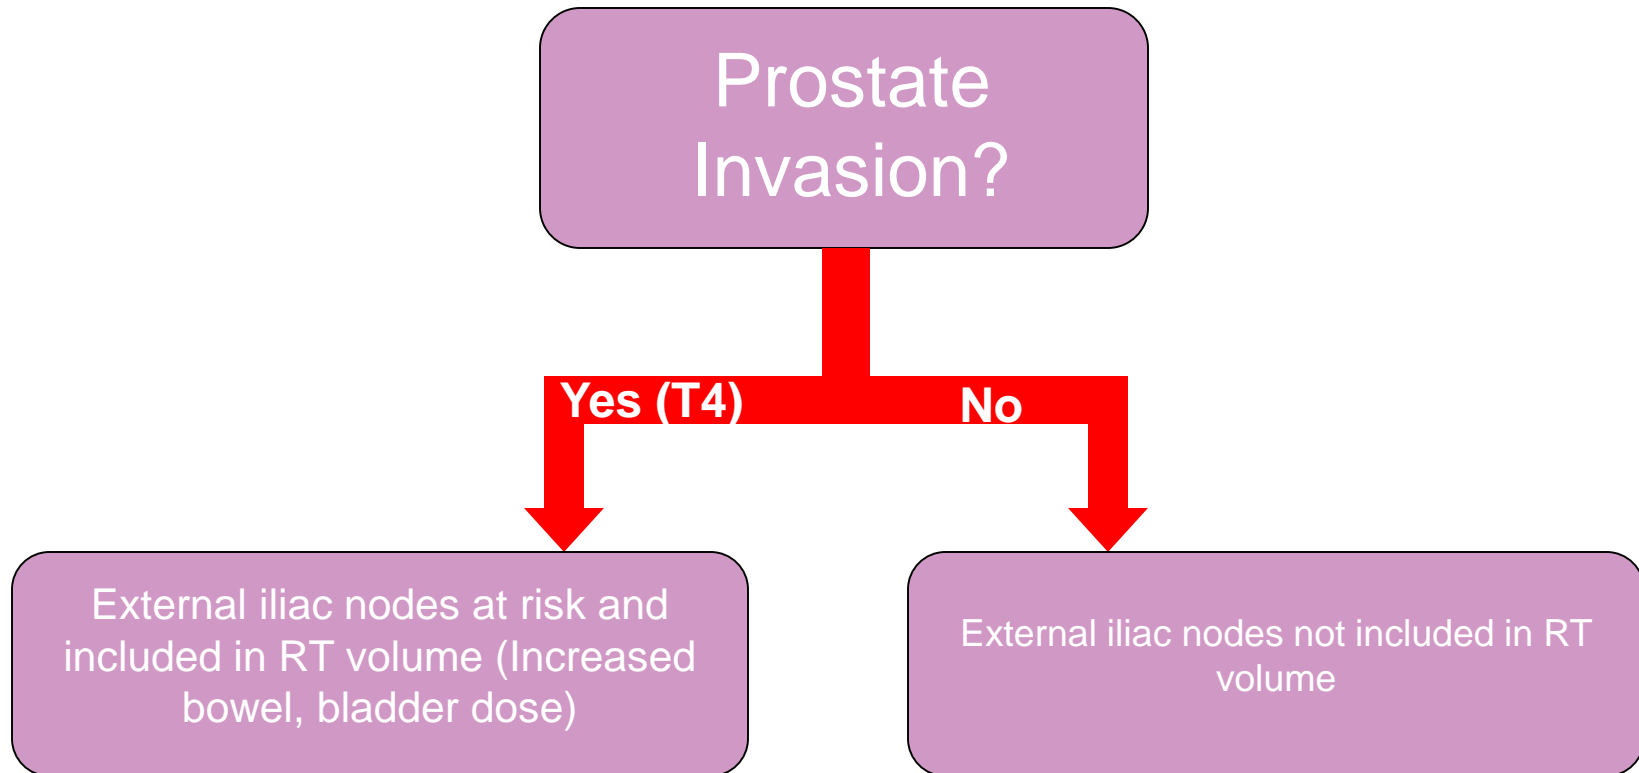 Prostate
Invasion?
Yes (T4)
No
External iliac nodes at risk and
included in RT volume (Increased
bowel, bladder dose)
External iliac nodes not included in RT
volume